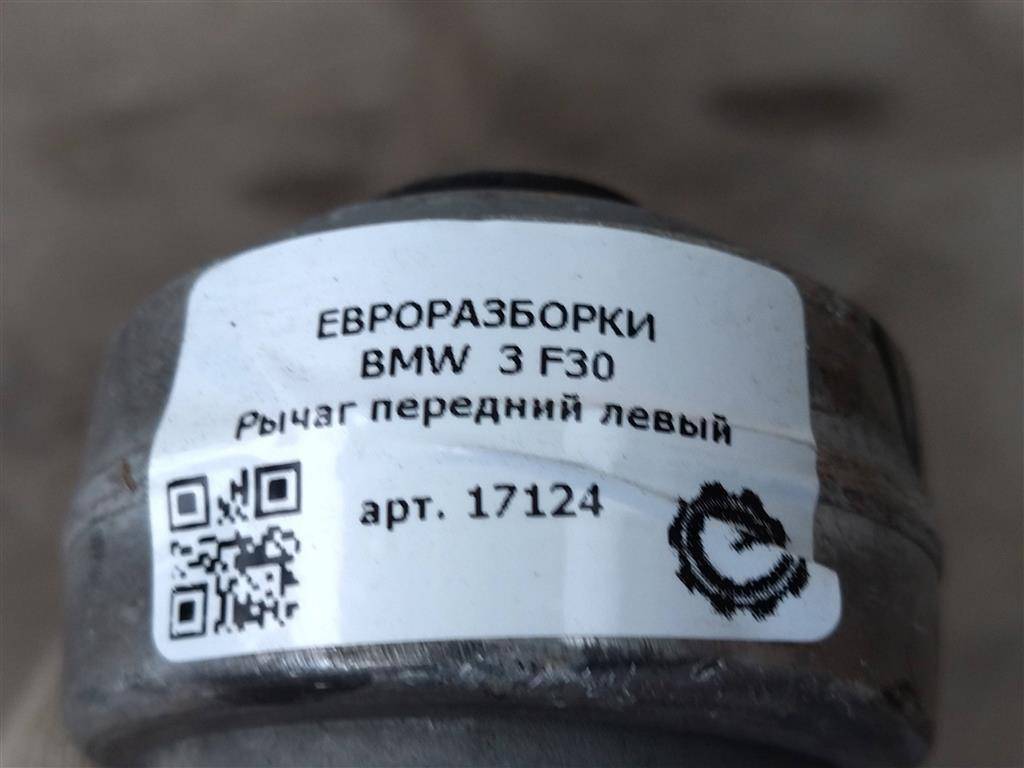 ЕВРОРАЗБОРКИ
BMW 3 F30
Рычаг передний левый
арт. 17124